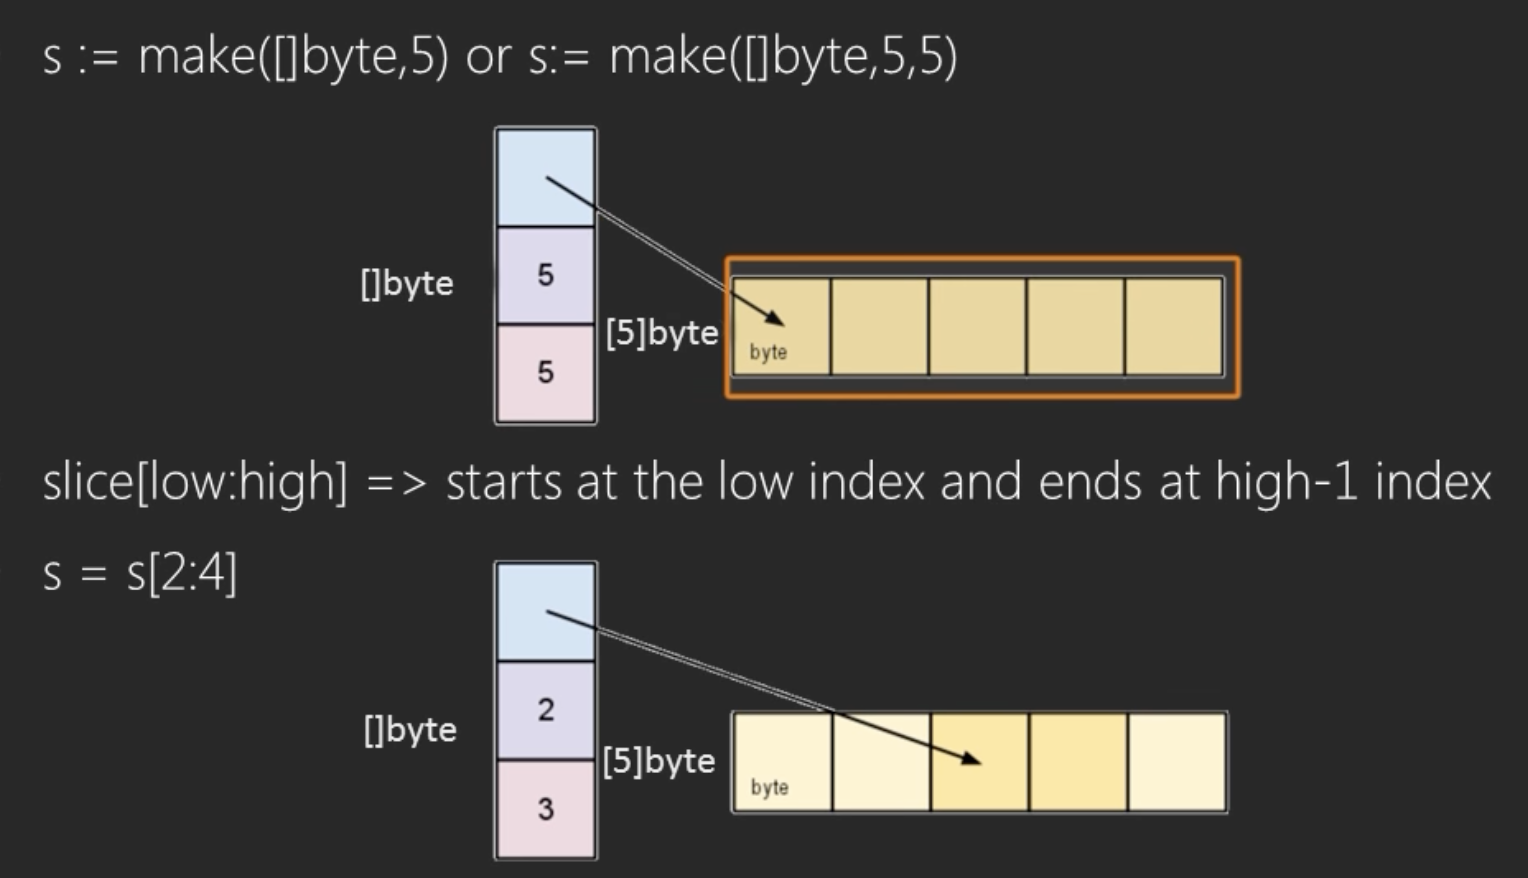 s := make([]byte,5) or s:= make([]byte,5,5)
[]byte
5
5
[5]byte
byte
slice[low:high] => starts at the low index and ends at high-1 index
s = s[2:4]
[]byte
2
3
[5]byte
byte